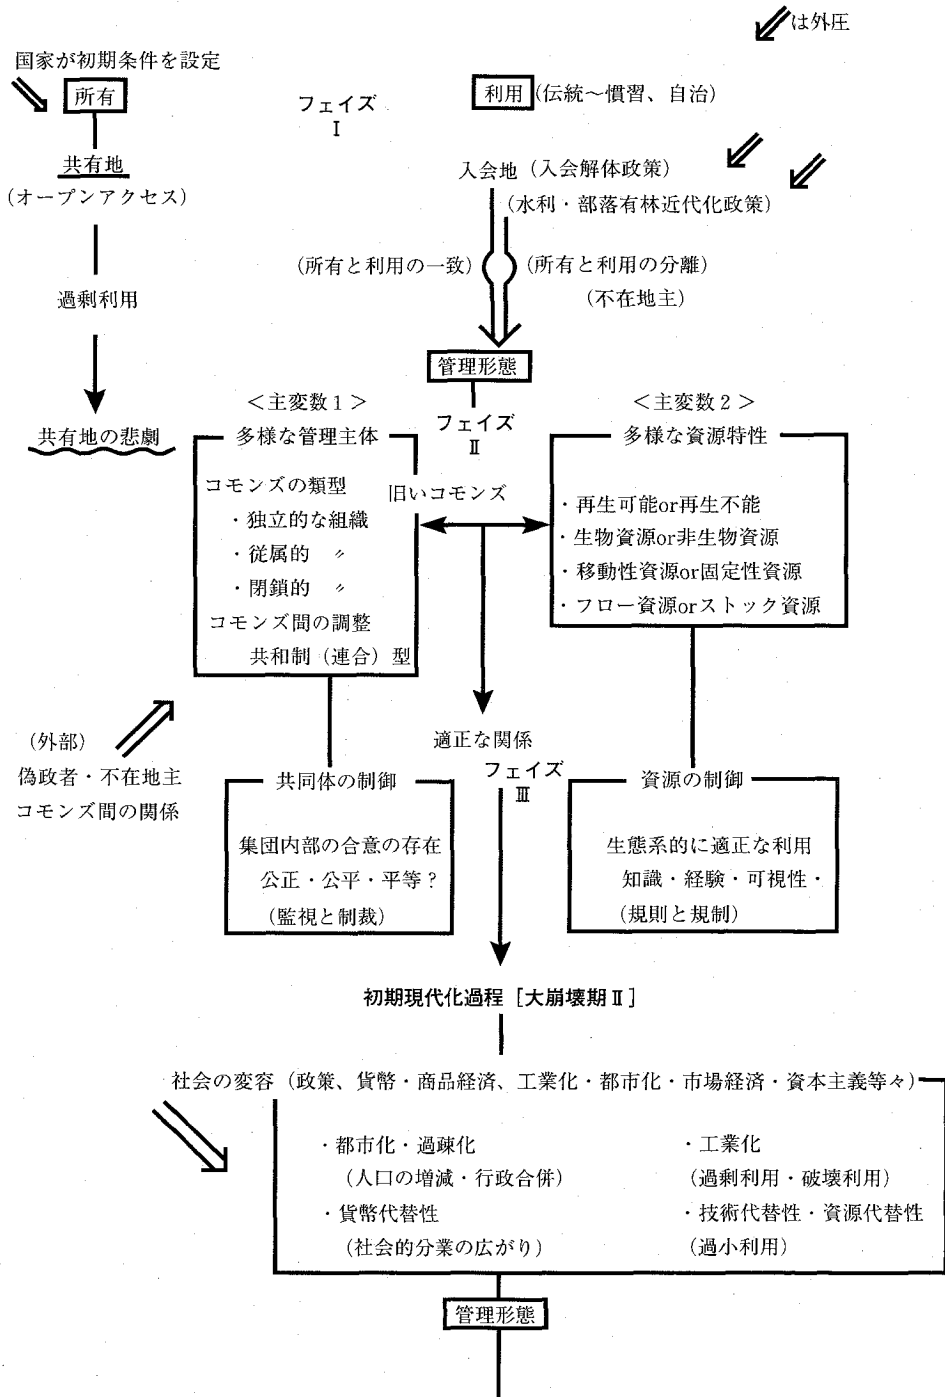 は外圧
国家が初期条件を設定
所有
フェイズ
Ⅰ
利用 (伝統～慣習、自治)
共有地
(オープンアクセス)
入会地 (入会解体政策)
(水利・部落有林近代化政策)
(所有と利用の一致) (所有と利用の分離)
(不在地主)
過剰利用
管理形態
共有地の悲劇
＜主変数1＞
多様な管理主体
フェイズ
Ⅱ
＜主変数2＞
多様な資源特性
コモンズの類型
・独立的な組織
・従属的 〃
・閉鎖的 〃
コモンズ間の調整
共和制（連合）型
旧いコモンズ
・再生可能or再生不能
・生物資源or非生物資源
・移動性資源or固定性資源
・フロー資源orストック資源
(外部)
偽政者・不在地主
コモンズ間の関係
適正な関係
フェイズ
Ⅲ
共同体の制御
集団内部の合意の存在
公正・公平・平等？
(監視と制裁)
資源の制御
生態系的に適正な利用
知識・経験・可視性・
(規則と規制)
初期現代化過程［大崩壊期Ⅱ］
社会の変容（政策、貨幣・商品経済、工業化・都市化・市場経済・資本主義等々）
・都市化・過疎化
(人口の増減・行政合併)
・貨幣代替性
(社会的分業の広がり)
・工業化
(過剰利用・破壊利用)
・技術代替性・資源代替性
(過小利用)
管理形態